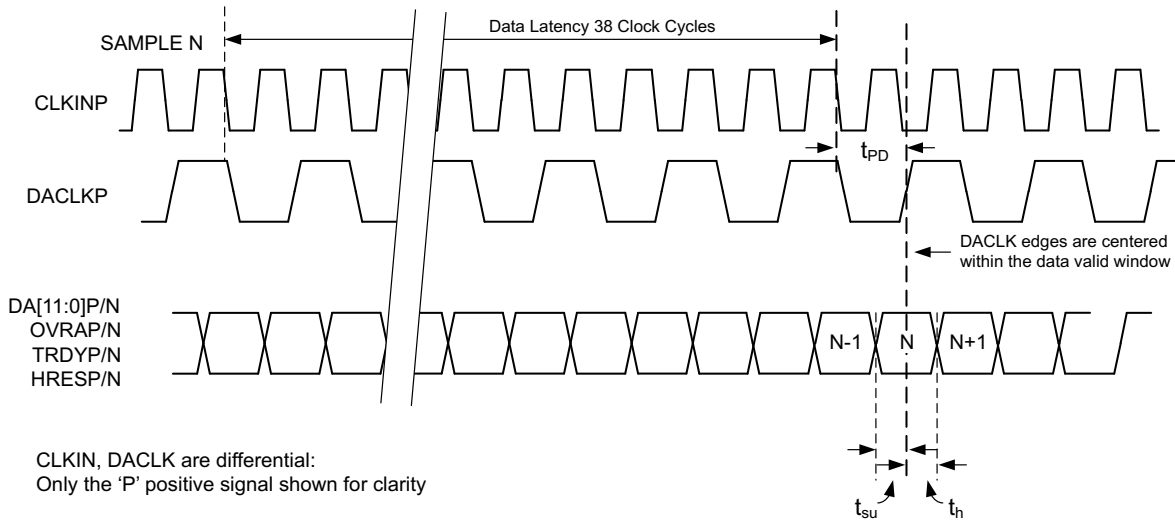 Data Latency 38 Clock Cycles
SAMPLE N
CLKINP
tPD
DACLKP
DACLK edges are centered
within the data valid window
DA[11:0]P/N
OVRAP/N
TRDYP/N
HRESP/N
N-1
N
N+1
CLKIN, DACLK are differential:
Only the 'P' positive signal shown for clarity
tsu
th